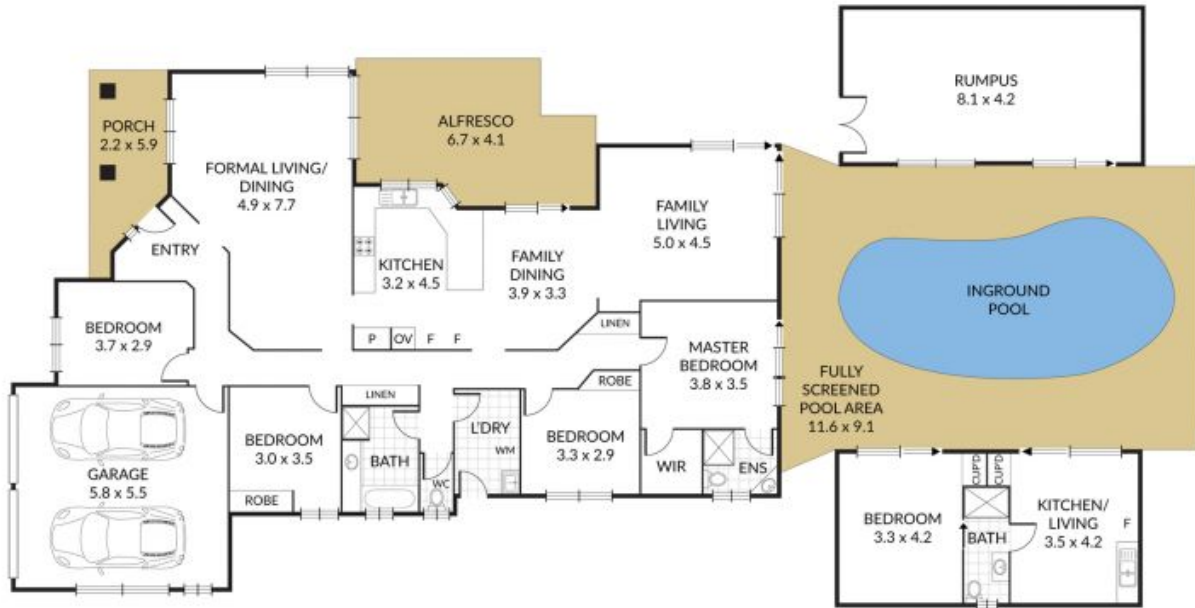 RUMPUS
8.1 x 4.2
PORCH
2.2 x 5.9
ALFRESCO
6.7 x 4.1
FORMAL LIVING/
DINING
4.9 x 7.7
FAMILY
LIVING
5.0 x 4.5
ENTRY
KITCHEN
3.2 x 4.5
FAMILY
DINING
3.9 x 3.3
INGROUND
POOL
BEDROOM
3.7 x 2.9
P
OV
F
F
LINEN
MASTER
BEDROOM
3.8 x 3.5
FULLY
SCREENED
POOL AREA
11.6 x 9.1
LINEN
ROBE
BEDROOM
3.0 x 3.5
BATH
L'DRY
WM
BEDROOM
3.3 x 2.9
WIR
ENS
GARAGE
5.8 x 5.5
ROBE
WC
CUP'D
CUP'D
BEDROOM
3.3 x 4.2
BATH
KITCHEN/
LIVING
3.5 x 4.2
F